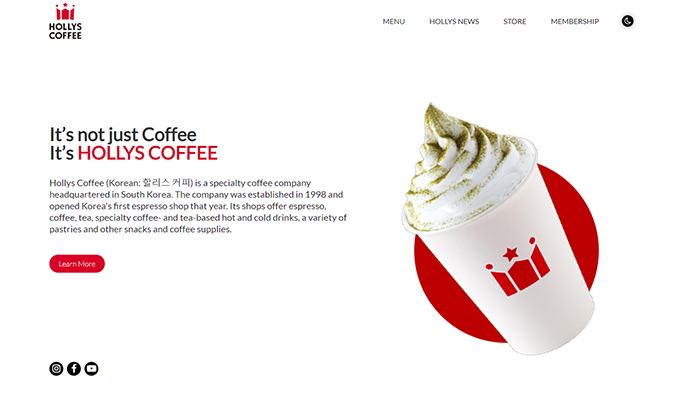 HOLLYS
COFFEE
MENU
HOLLYS NEWS
STORE
MEMBERSHIP
It's not just Coffee
It's HOLLYS COFFEE
Hollys Coffee (Korean: 할리스 커피) is a specialty coffee company
headquartered in South Korea. The company was established in 1998 and
opened Korea's first espresso shop that year. Its shops offer espresso,
coffee, tea, specialty coffee- and tea-based hot and cold drinks, a variety of
pastries and other snacks and coffee supplies.
Learn More